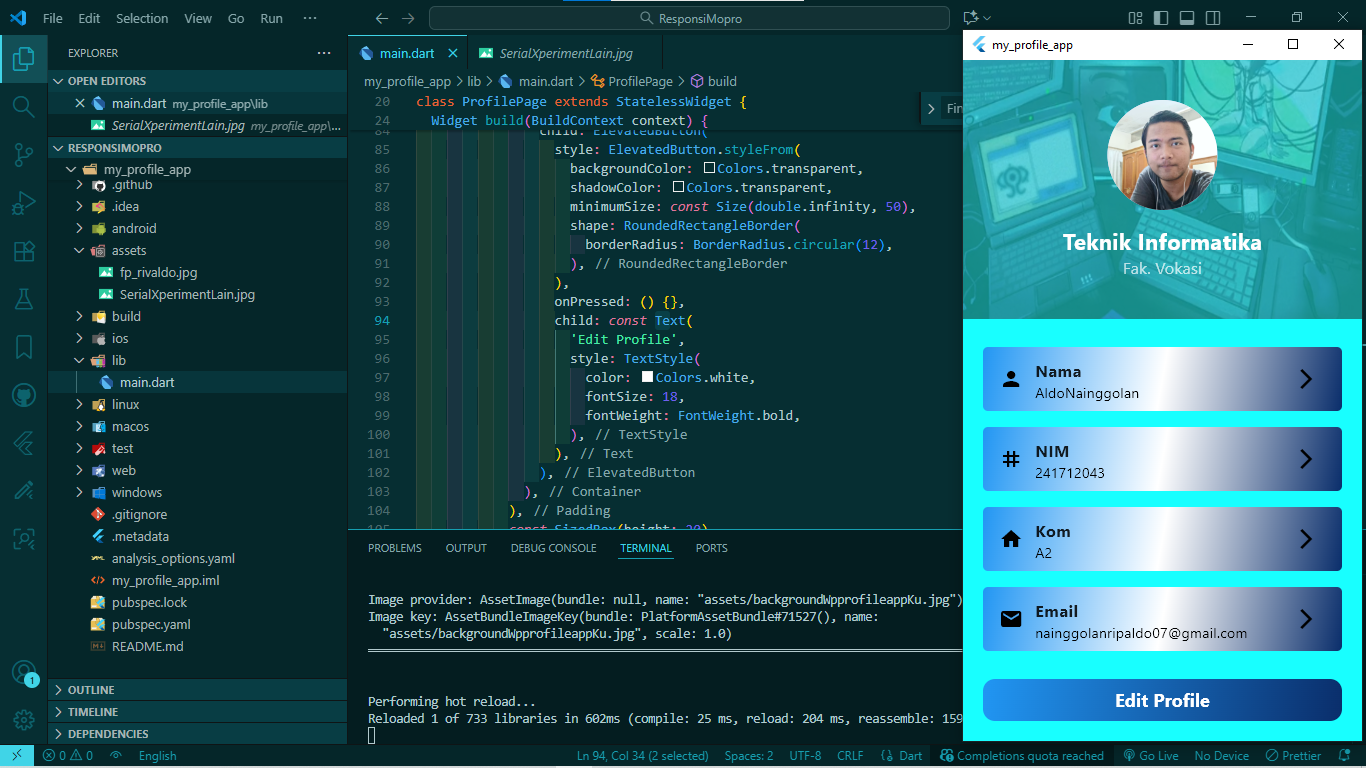 File Edit Selection View Go Run ···
ResponsiMopro
EXPLORER
OPEN EDITORS
main.dart my_profile_app\lib
SerialXperimentLain.jpg my_profile_app\...
RESPONSIMOPRO
my_profile_app
.github
.idea
android
assets
fp_rivaldo.jpg
SerialXperimentLain.jpg
build
ios
lib
main.dart
linux
macos
test
web
windows
.gitignore
.metadata
analysis_options.yaml
my_profile_app.iml
pubspec.lock
pubspec.yaml
README.md
OUTLINE
TIMELINE
DEPENDENCIES
main.dart
SerialXperimentLain.jpg
my_profile_app > lib > main.dart > ProfilePage > build
20 class ProfilePage extends StatelessWidget {
24 Widget build(BuildContext context) {
Fin
84 child: ElevatedButton(
85 style: ElevatedButton.styleFrom(
86 backgroundColor: Colors.transparent,
87 shadowColor: Colors.transparent,
88 minimumSize: const Size(double.infinity, 50),
89 shape: RoundedRectangleBorder(
90 borderRadius: BorderRadius.circular(12),
91 ), // RoundedRectangleBorder
92 ),
93 onPressed: () {},
94 child: const Text(
95 'Edit Profile',
96 style: TextStyle(
97 color: Colors.white,
98 fontSize: 18,
99 fontWeight: FontWeight.bold,
100 ), // TextStyle
101 ), // Text
102 ), // ElevatedButton
103 ), // Container
104 ), // Padding
105 const SizedBox(height: 20)
PROBLEMS OUTPUT DEBUG CONSOLE TERMINAL PORTS
Image provider: AssetImage(bundle: null, name: "assets/backgroundWpprofileappKu.jpg")
Image key: AssetBundleImageKey(bundle: PlatformAssetBundle#71527(), name:
"assets/backgroundWpprofileappKu.jpg", scale: 1.0)
Performing hot reload...
Reloaded 1 of 733 libraries in 602ms (compile: 25 ms, reload: 204 ms, reassemble: 159
my_profile_app
Teknik Informatika
Fak. Vokasi
Nama
AldoNainggolan
NIM
241712043
Kom
A2
Email
nainggolanripaldo07@gmail.com
Edit Profile
1
0 0 English Ln 94, Col 34 (2 selected) Spaces: 2 UTF-8 CRLF {} Dart Completions quota reached Go Live No Device Prettier